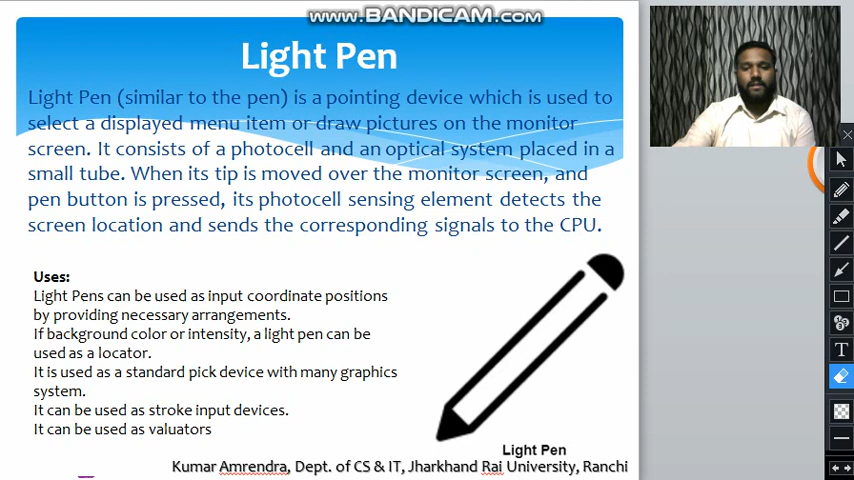 www.BANDICAM.com
Light Pen
Light Pen (similar to the pen) is a pointing device which is used to
select a displayed menu item or draw pictures on the monitor
screen. It consists of a photocell and an optical system placed in a
small tube. When its tip is moved over the monitor screen, and
pen button is pressed, its photocell sensing element detects the
screen location and sends the corresponding signals to the CPU.
Uses:
Light Pens can be used as input coordinate positions
by providing necessary arrangements.
If background color or intensity, a light pen can be
used as a locator.
It is used as a standard pick device with many graphics
system.
It can be used as stroke input devices.
It can be used as valuators
Light Pen
Kumar Amrendra, Dept. of CS & IT, Jharkhand Rai University, Ranchi
T